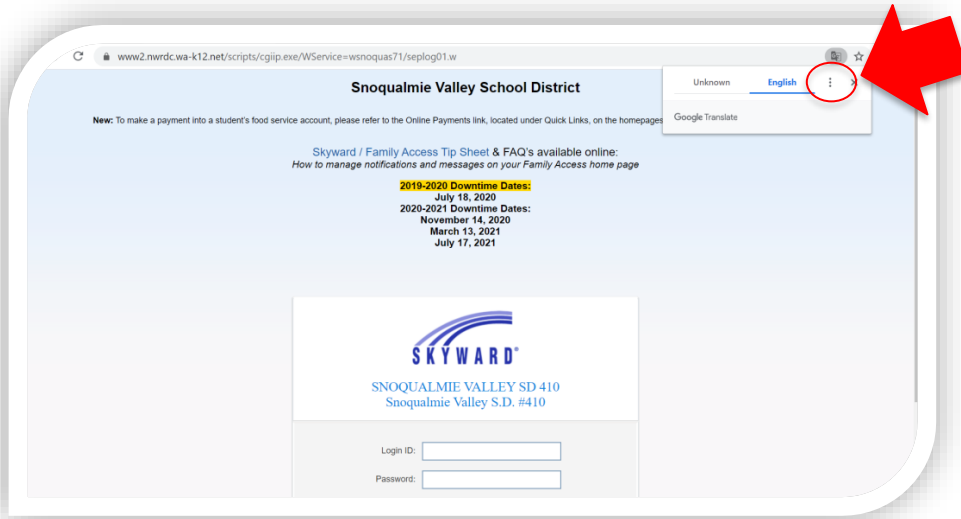 www2.nwrdc.wa-k12.net/scripts/cgiip.exe/WService=wsnoquas71/seplog01.w
Unknown English
Google Translate
Snoqualmie Valley School District
New: To make a payment into a student's food service account, please refer to the Online Payments link, located under Quick Links, on the homepages
Skyward / Family Access Tip Sheet & FAQ's available online:
How to manage notifications and messages on your Family Access home page
2019-2020 Downtime Dates:
July 18, 2020
2020-2021 Downtime Dates:
November 14, 2020
March 13, 2021
July 17, 2021
SKYWARD®
SNOQUALMIE VALLEY SD 410
Snoqualmie Valley S.D. #410
Login ID:
Password: